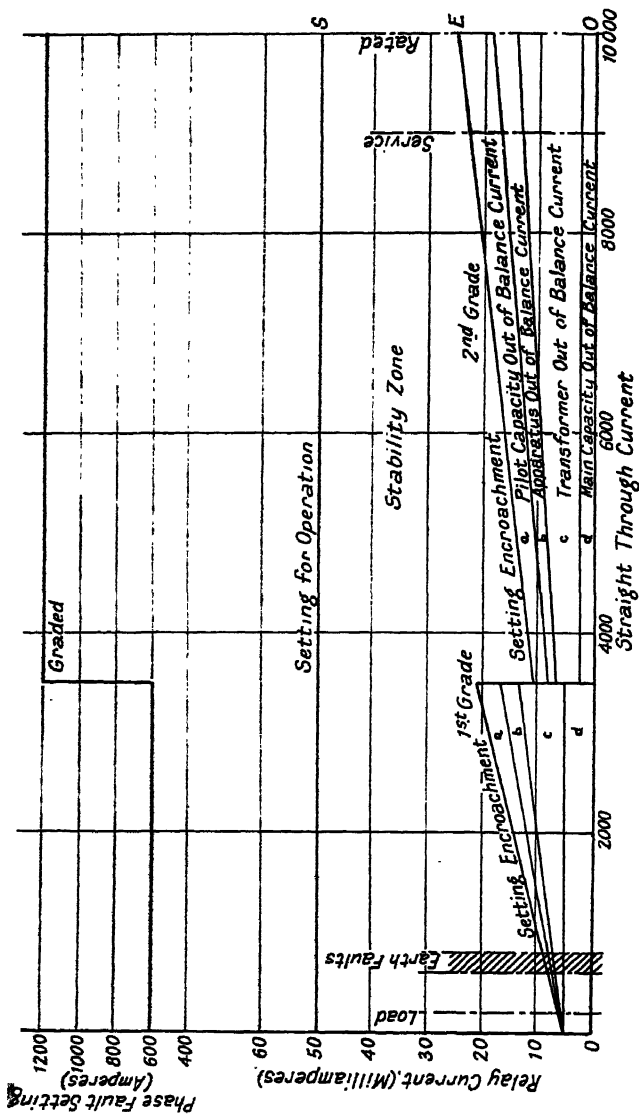 Phase Fault Setting
(Amperes)
1200
1000
800
600
Graded
Relay Current. (Milliamperes)
60
50
40
30
20
10
0
Setting for Operation
Stability Zone
Load
Earth Faults
Setting Encroachment
1st Grade
a
b
c
d
Setting Encroachment
2nd Grade
a Pilot Capacity Out of Balance Current
b Apparatus Out of Balance Current
c Transformer Out of Balance Current
d Main Capacity Out of Balance Current
Service
Rated
S
E
O
2000
4000
6000
8000
10000
Straight Through Current